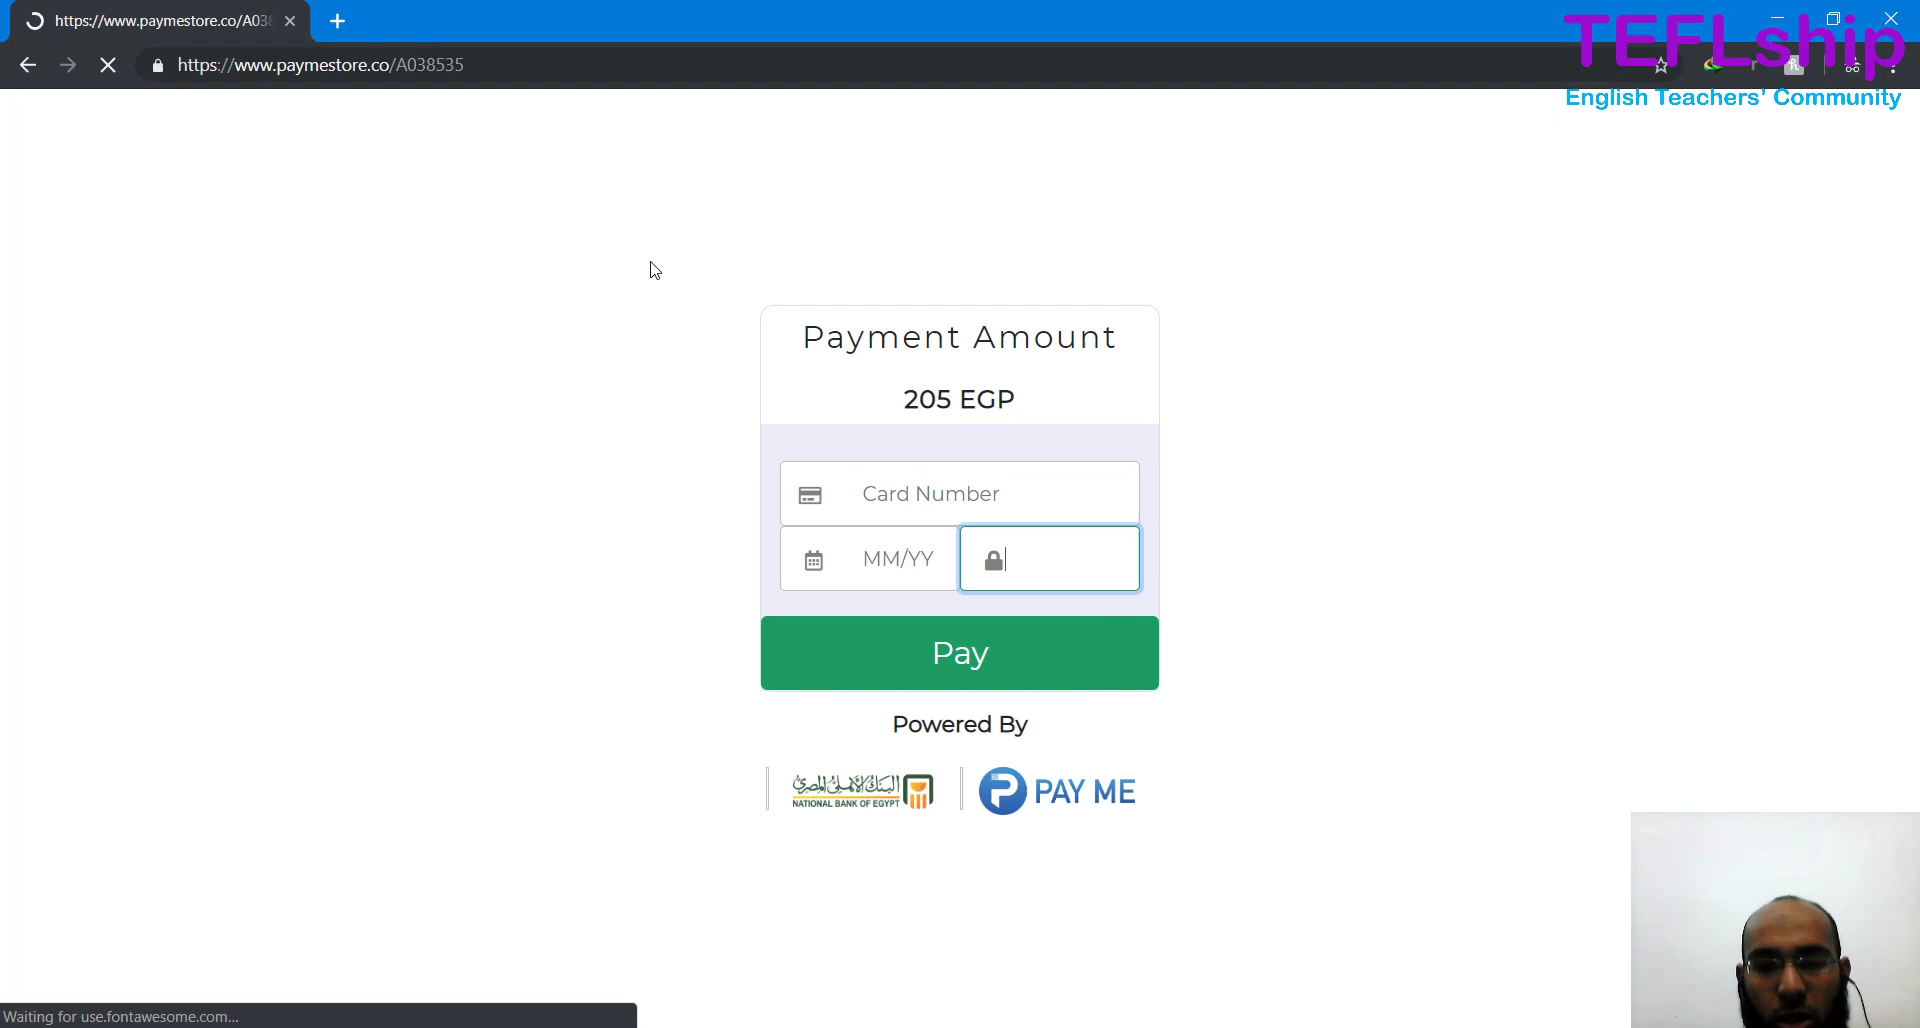 https://www.paymestore.co/A038
TEFLship
https://www.paymestore.co/A038535
English Teachers’ Community
Payment Amount
205 EGP
Card Number
MM/YY
Pay
Powered By
البنك الأهلي المصري
NATIONAL BANK OF EGYPT
PAY ME
Waiting for use.fontawesome.com...